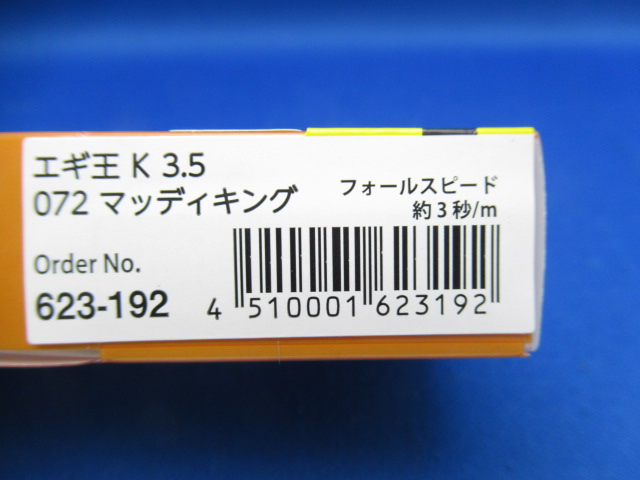 エギ王 K 3.5
072 マッディキング
フォールスピード
約3秒/m
Order No.
623-192
4 510001 623192